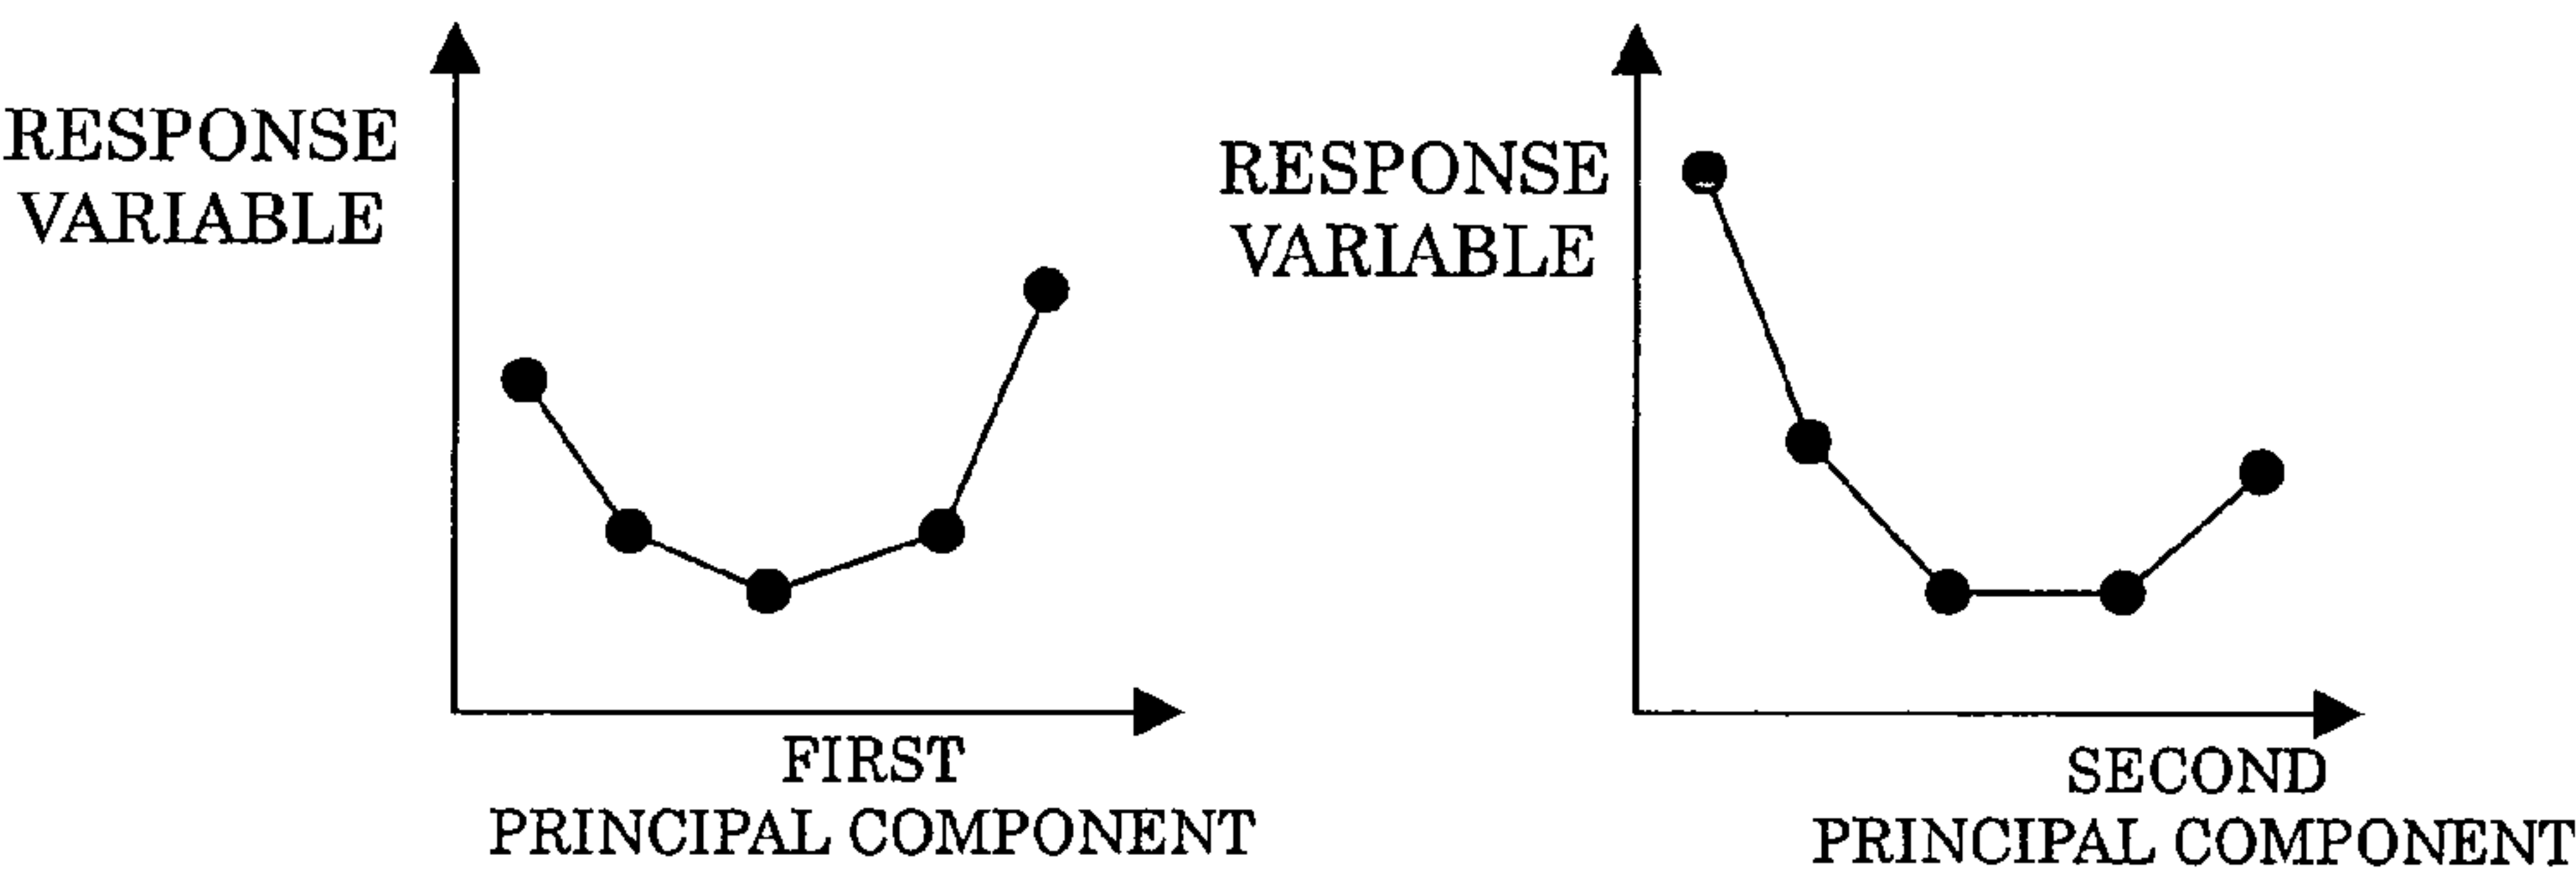 RESPONSE
VARIABLE
FIRST
PRINCIPAL COMPONENT
RESPONSE
VARIABLE
SECOND
PRINCIPAL COMPONENT